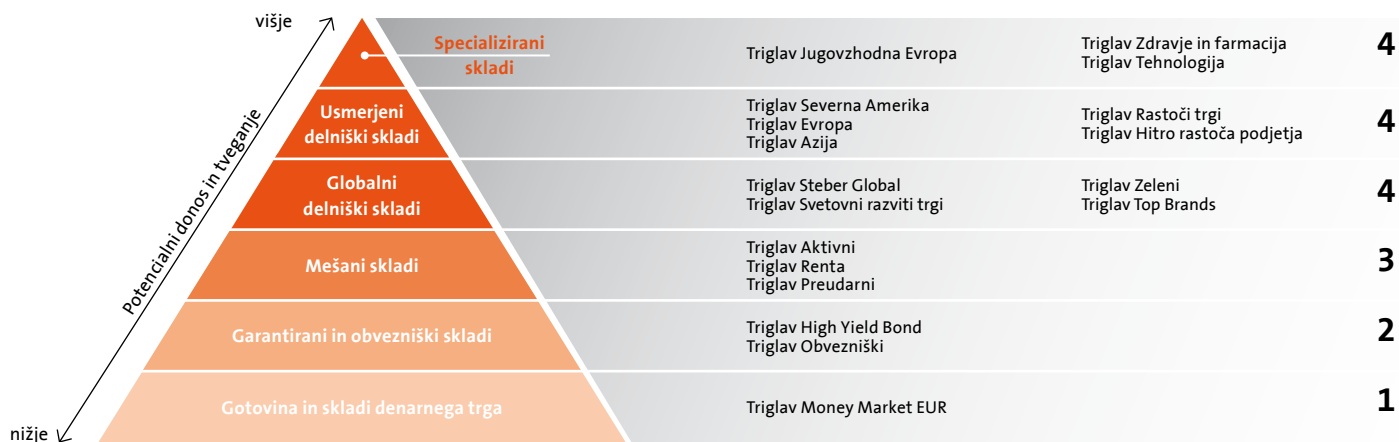 višje
Potencialni donos in tveganje
nižje
Specializirani
skladi
Triglav Jugovzhodna Evropa
Triglav Zdravje in farmacija
Triglav Tehnologija
4
Usmerjeni
delniški skladi
Triglav Severna Amerika
Triglav Evropa
Triglav Azija
Triglav Rastoči trgi
Triglav Hitro rastoča podjetja
4
Globalni
delniški skladi
Triglav Steber Global
Triglav Svetovni razviti trgi
Triglav Zeleni
Triglav Top Brands
4
Mešani skladi
Triglav Aktivni
Triglav Renta
Triglav Preudarni
3
Garantirani in obvezniški skladi
Triglav High Yield Bond
Triglav Obvezniški
2
Gotovina in skladi denarnega trga
Triglav Money Market EUR
1